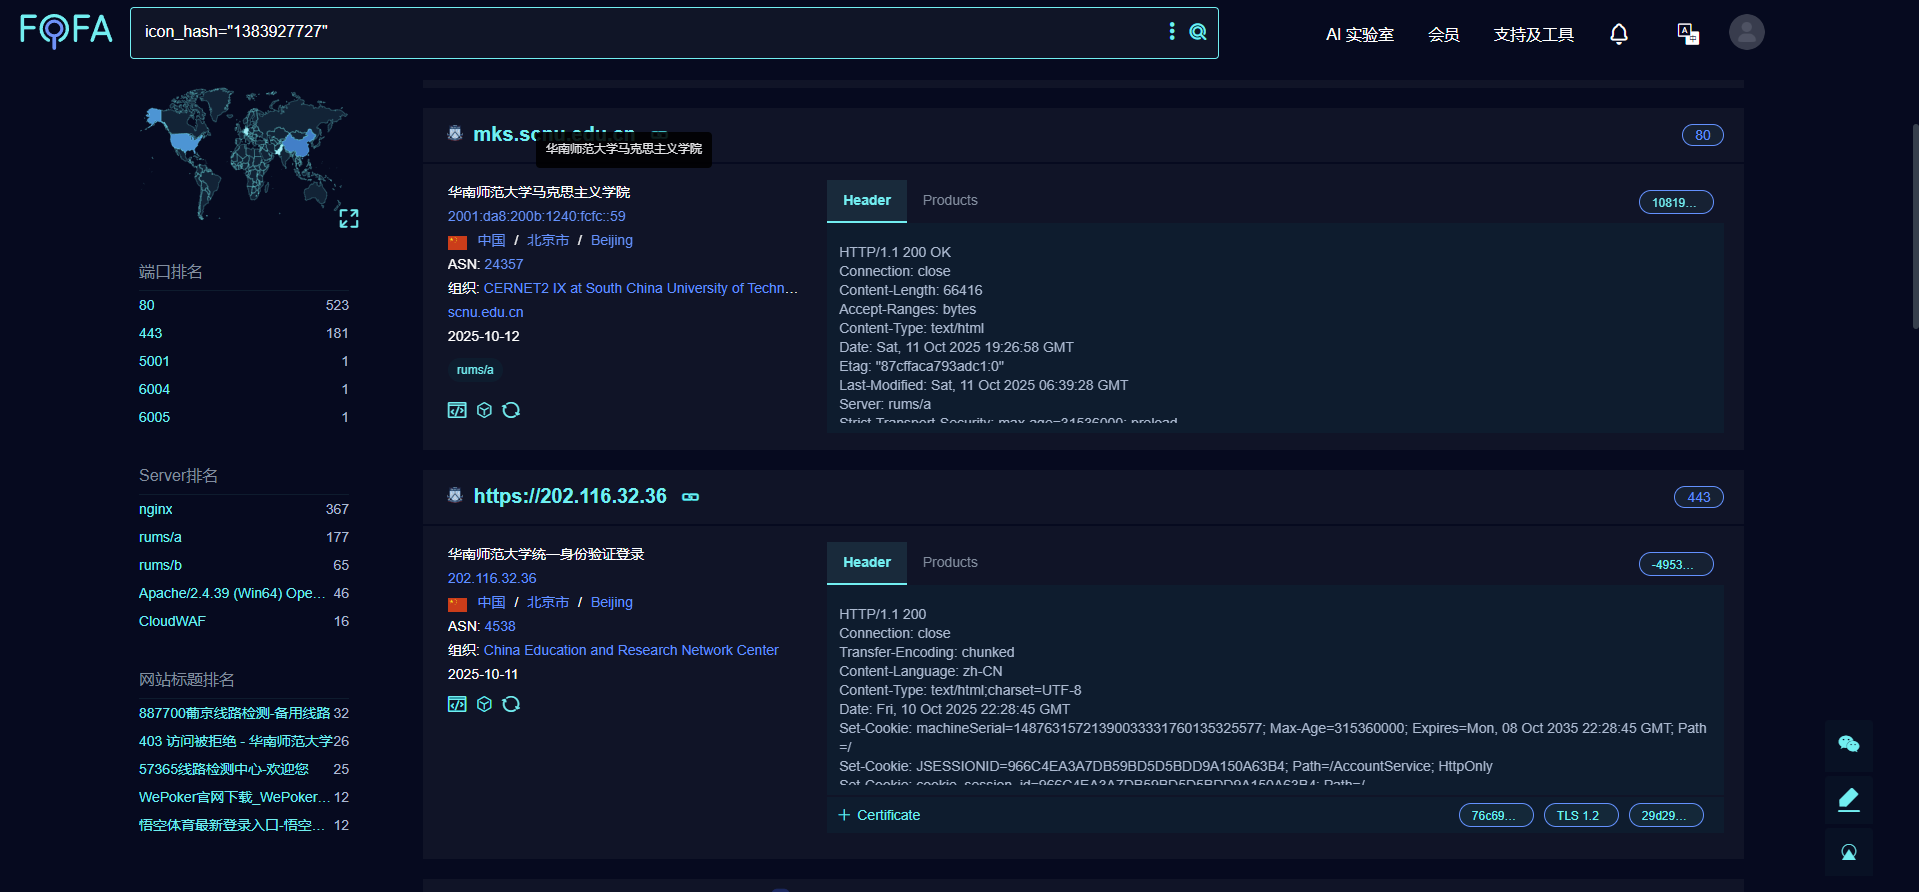 FOFA
icon_hash="1383927727"
AI 实验室
会员
支持及工具
端口排名
80 523
443 181
5001 1
6004 1
6005 1
Server排名
nginx 367
rums/a 177
rums/b 65
Apache/2.4.39 (Win64) Ope... 46
CloudWAF 16
网站标题排名
887700葡京线路检测-备用线路 32
403 访问被拒绝 - 华南师范大学 26
57365线路检测中心-欢迎您 25
WePoker官网下载_WePoker... 12
悟空体育最新登录入口-悟空... 12
mks.scnu.edu.cn
80
华南师范大学马克思主义学院
华南师范大学马克思主义学院
2001:da8:200b:1240:fcfc::59
中国 / 北京市 / Beijing
ASN: 24357
组织: CERNET2 IX at South China University of Techn...
scnu.edu.cn
2025-10-12
rums/a
Header
Products
10819...
HTTP/1.1 200 OK
Connection: close
Content-Length: 66416
Accept-Ranges: bytes
Content-Type: text/html
Date: Sat, 11 Oct 2025 19:26:58 GMT
Etag: "87cffaca793adc1:0"
Last-Modified: Sat, 11 Oct 2025 06:39:28 GMT
Server: rums/a
Strict-Transport-Security: max-age=31536000; preload
https://202.116.32.36
443
华南师范大学统一身份验证登录
202.116.32.36
中国 / 北京市 / Beijing
ASN: 4538
组织: China Education and Research Network Center
2025-10-11
Header
Products
-4953...
HTTP/1.1 200
Connection: close
Transfer-Encoding: chunked
Content-Language: zh-CN
Content-Type: text/html;charset=UTF-8
Date: Fri, 10 Oct 2025 22:28:45 GMT
Set-Cookie: machineSerial=14876315721390033331760135325577; Max-Age=315360000; Expires=Mon, 08 Oct 2035 22:28:45 GMT; Path
=/
Set-Cookie: JSESSIONID=966C4EA3A7DB59BD5D5BDD9A150A63B4; Path=/AccountService; HttpOnly
Set-Cookie: cookie_session_id=966C4EA3A7DB59BD5D5BDD9A150A63B4; Path=/
+ Certificate
76c69...
TLS 1.2
29d29...